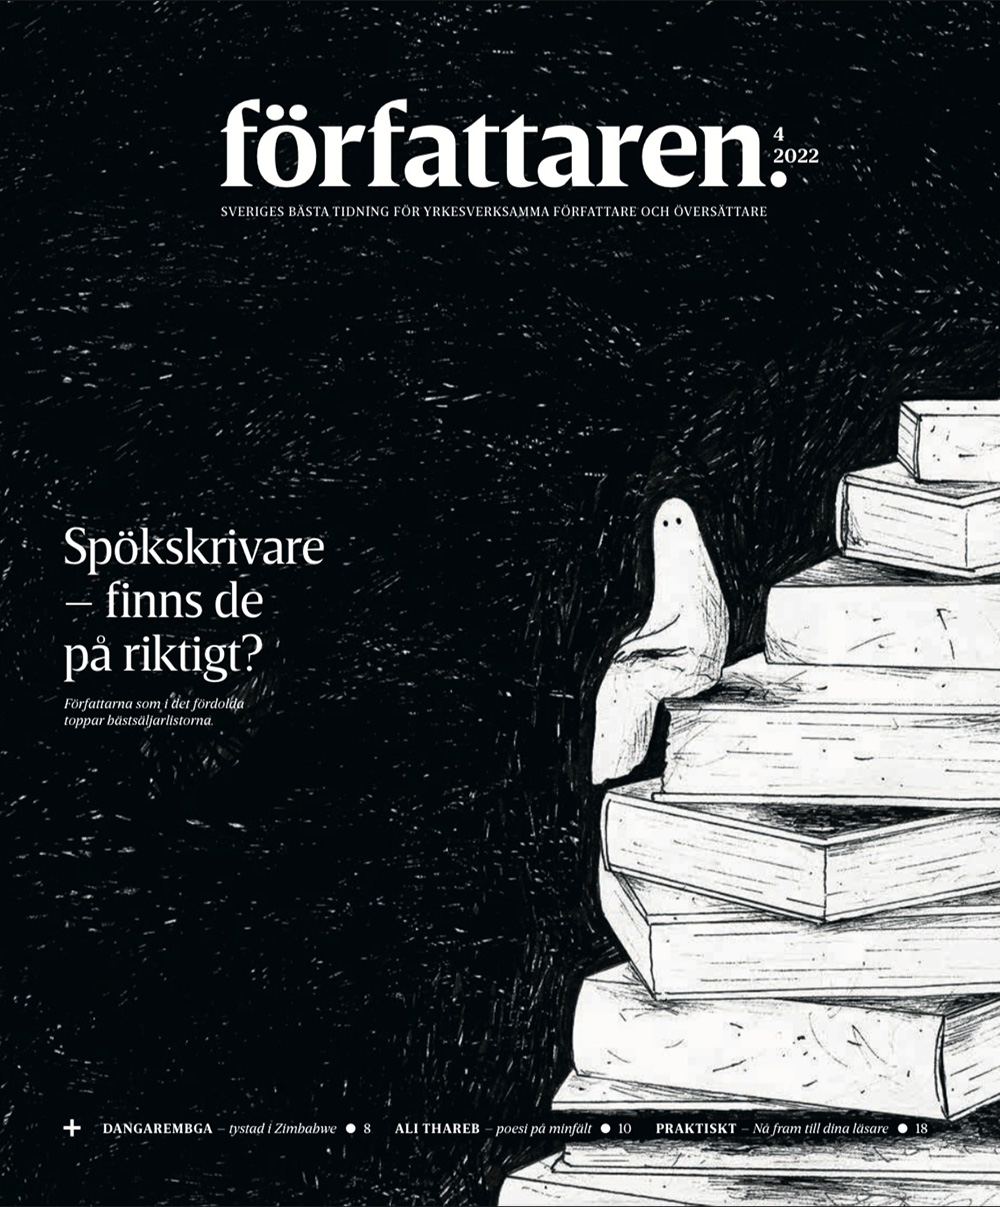 författaren.
4
2022
SVERIGES BÄSTA TIDNING FÖR YRKESVERKSAMMA FÖRFATTARE OCH ÖVERSÄTTARE
Spökskrivare
– finns de
på riktigt?
Författarna som i det fördolda
toppar bästsäljarlistorna.
+ DANGAREMBGA – tystad i Zimbabwe ● 8 ALI THAREB – poesi på minfält ● 10 PRAKTISKT – Nå fram till dina läsare ● 18